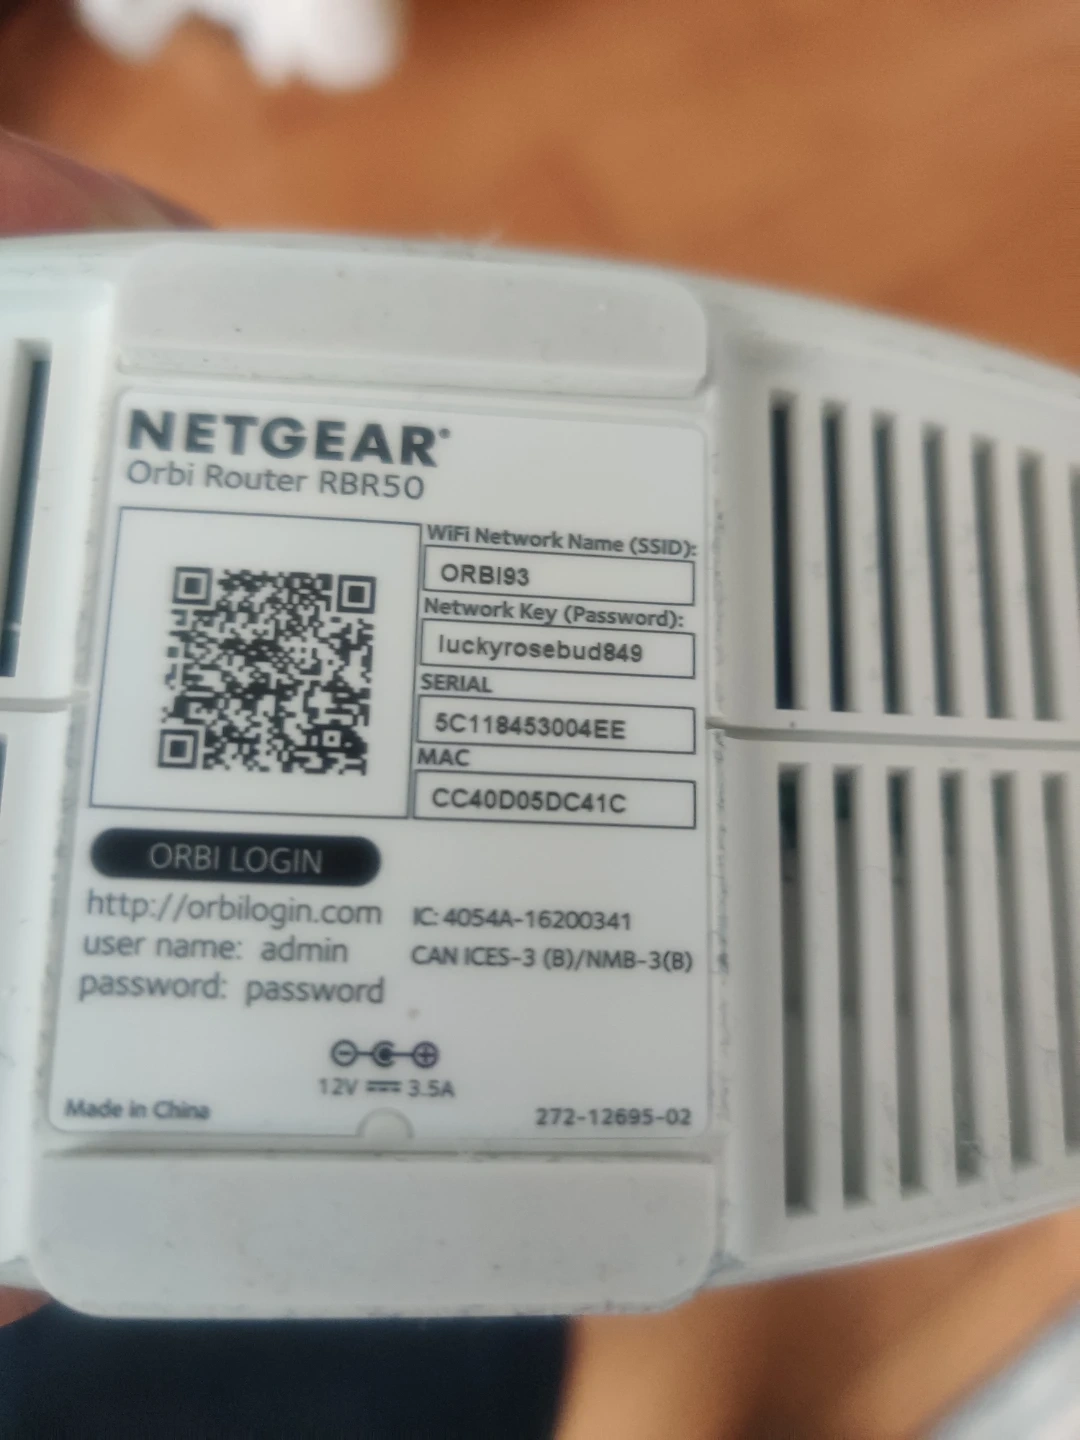 NETGEAR®
Orbi Router RBR50
WiFi Network Name (SSID):
ORBI93
Network Key (Password):
luckyrosebud849
SERIAL
5C118453004EE
MAC
CC40D05DC41C
ORBI LOGIN
http://orbilogin.com
user name: admin
password: password
IC: 4054A-16200341
CAN ICES-3 (B)/NMB-3(B)
12V 3.5A
Made in China
272-12695-02